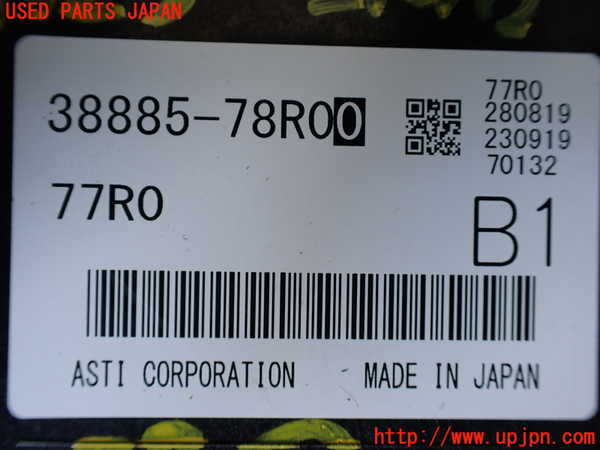 USED PARTS JAPAN
38885-78R00
77R0
280819
230919
70132
77R0
B1
ASTI CORPORATION MADE IN JAPAN
http://www.upjpn.com/